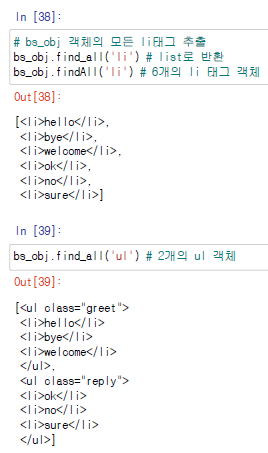 In [38]:
# bs_obj 객체의 모든 li태그 추출
bs_obj.find_all('li') # list로 반환
bs_obj.findAll('li') # 6개의 li 태그 객체
Out[38]:
[<li>hello</li>,
<li>bye</li>,
<li>welcome</li>,
<li>ok</li>,
<li>no</li>,
<li>sure</li>]
In [39]:
bs_obj.find_all('ul') # 2개의 ul 객체
Out[39]:
[<ul class="greet">
<li>hello</li>
<li>bye</li>
<li>welcome</li>
</ul>,
<ul class="reply">
<li>ok</li>
<li>no</li>
<li>sure</li>
</ul>]